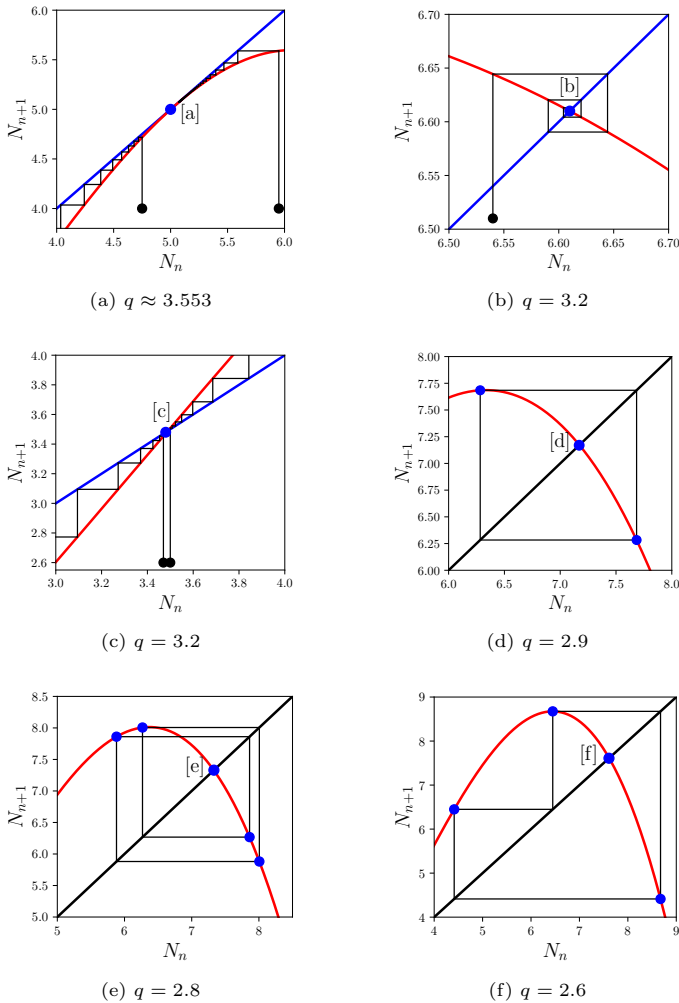 6.0
5.5
5.0
4.5
4.0
N_{n+1}
[a]
4.0 4.5 5.0 5.5 6.0
N_n
(a) q ≈ 3.553
6.70
6.65
6.60
6.55
6.50
N_{n+1}
[b]
6.50 6.55 6.60 6.65 6.70
N_n
(b) q = 3.2
4.0
3.8
3.6
3.4
3.2
3.0
2.8
2.6
N_{n+1}
[c]
3.0 3.2 3.4 3.6 3.8 4.0
N_n
(c) q = 3.2
8.00
7.75
7.50
7.25
7.00
6.75
6.50
6.25
6.00
N_{n+1}
[d]
6.0 6.5 7.0 7.5 8.0
N_n
(d) q = 2.9
8.5
8.0
7.5
7.0
6.5
6.0
5.5
5.0
N_{n+1}
[e]
5 6 7 8
N_n
(e) q = 2.8
9
8
7
6
5
4
N_{n+1}
[f]
4 5 6 7 8 9
N_n
(f) q = 2.6